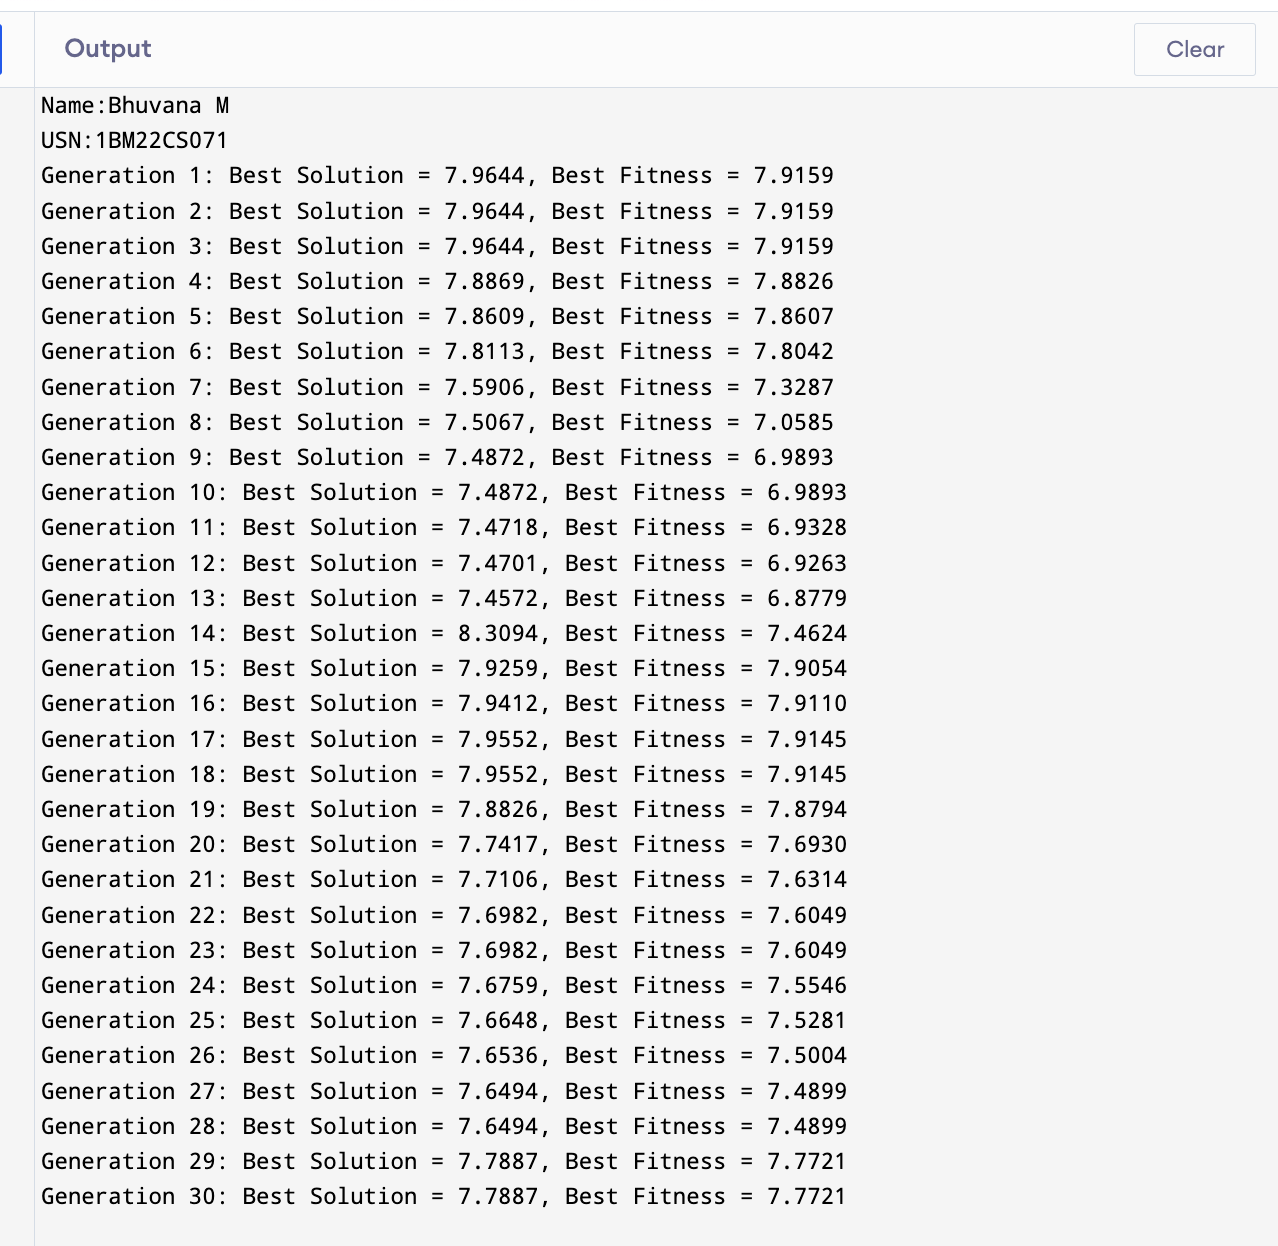 Output
Clear
Name:Bhuvana M
USN:1BM22CS071
Generation 1: Best Solution = 7.9644, Best Fitness = 7.9159
Generation 2: Best Solution = 7.9644, Best Fitness = 7.9159
Generation 3: Best Solution = 7.9644, Best Fitness = 7.9159
Generation 4: Best Solution = 7.8869, Best Fitness = 7.8826
Generation 5: Best Solution = 7.8609, Best Fitness = 7.8607
Generation 6: Best Solution = 7.8113, Best Fitness = 7.8042
Generation 7: Best Solution = 7.5906, Best Fitness = 7.3287
Generation 8: Best Solution = 7.5067, Best Fitness = 7.0585
Generation 9: Best Solution = 7.4872, Best Fitness = 6.9893
Generation 10: Best Solution = 7.4872, Best Fitness = 6.9893
Generation 11: Best Solution = 7.4718, Best Fitness = 6.9328
Generation 12: Best Solution = 7.4701, Best Fitness = 6.9263
Generation 13: Best Solution = 7.4572, Best Fitness = 6.8779
Generation 14: Best Solution = 8.3094, Best Fitness = 7.4624
Generation 15: Best Solution = 7.9259, Best Fitness = 7.9054
Generation 16: Best Solution = 7.9412, Best Fitness = 7.9110
Generation 17: Best Solution = 7.9552, Best Fitness = 7.9145
Generation 18: Best Solution = 7.9552, Best Fitness = 7.9145
Generation 19: Best Solution = 7.8826, Best Fitness = 7.8794
Generation 20: Best Solution = 7.7417, Best Fitness = 7.6930
Generation 21: Best Solution = 7.7106, Best Fitness = 7.6314
Generation 22: Best Solution = 7.6982, Best Fitness = 7.6049
Generation 23: Best Solution = 7.6982, Best Fitness = 7.6049
Generation 24: Best Solution = 7.6759, Best Fitness = 7.5546
Generation 25: Best Solution = 7.6648, Best Fitness = 7.5281
Generation 26: Best Solution = 7.6536, Best Fitness = 7.5004
Generation 27: Best Solution = 7.6494, Best Fitness = 7.4899
Generation 28: Best Solution = 7.6494, Best Fitness = 7.4899
Generation 29: Best Solution = 7.7887, Best Fitness = 7.7721
Generation 30: Best Solution = 7.7887, Best Fitness = 7.7721